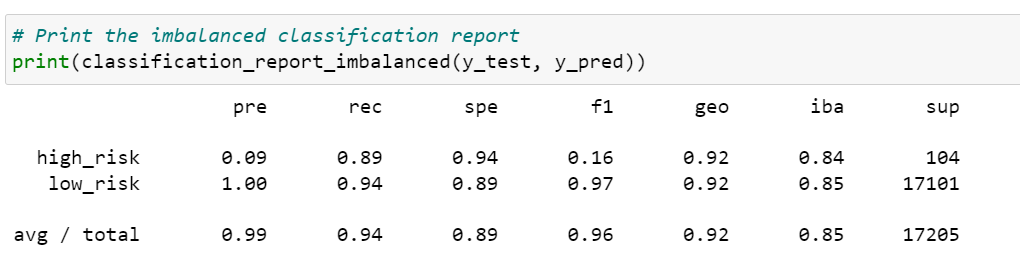 # Print the imbalanced classification report
print(classification_report_imbalanced(y_test, y_pred))
pre rec spe f1 geo iba sup
high_risk 0.09 0.89 0.94 0.16 0.92 0.84 104
low_risk 1.00 0.94 0.89 0.97 0.92 0.85 17101
avg / total 0.99 0.94 0.89 0.96 0.92 0.85 17205